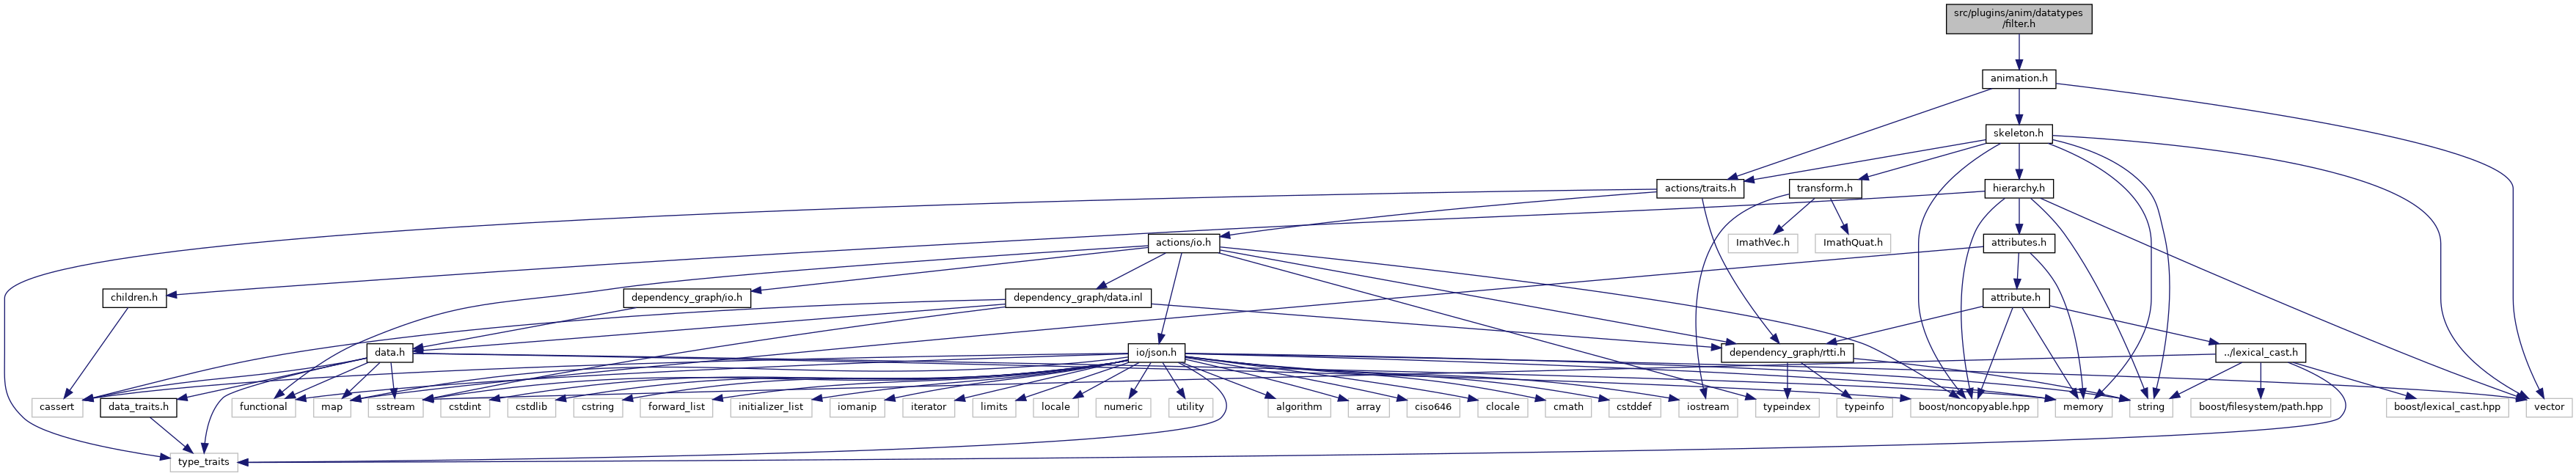 src/plugins/anim/datatypes
/filter.h
animation.h
skeleton.h
actions/traits.h
transform.h
hierarchy.h
actions/io.h
ImathVec.h
ImathQuat.h
attributes.h
children.h
dependency_graph/io.h
dependency_graph/data.inl
attribute.h
data.h
io/json.h
dependency_graph/rtti.h
../lexical_cast.h
cassert
data_traits.h
functional
map
sstream
cstdint
cstdlib
cstring
forward_list
initializer_list
iomanip
iterator
limits
locale
numeric
utility
algorithm
array
ciso646
clocale
cmath
cstddef
iostream
typeindex
typeinfo
boost/noncopyable.hpp
memory
string
boost/filesystem/path.hpp
boost/lexical_cast.hpp
vector
type_traits